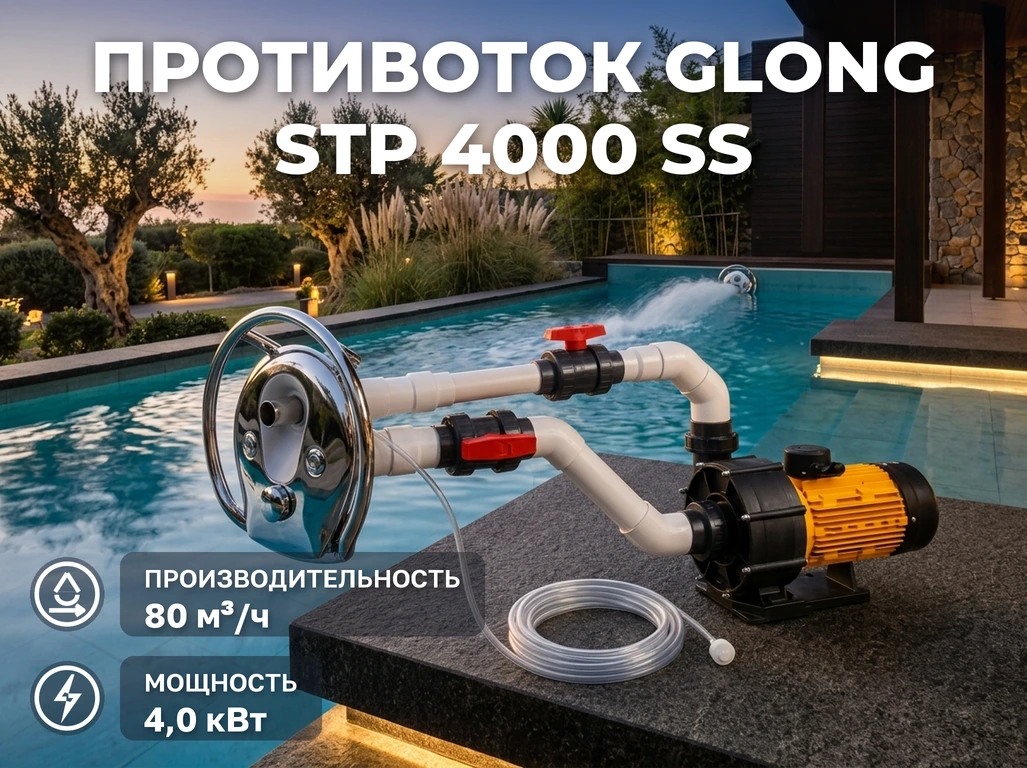 ПРОТИВОТОК GLONG
STP 4000 SS
ПРОИЗВОДИТЕЛЬНОСТЬ
80 м³/ч
МОЩНОСТЬ
4,0 кВт